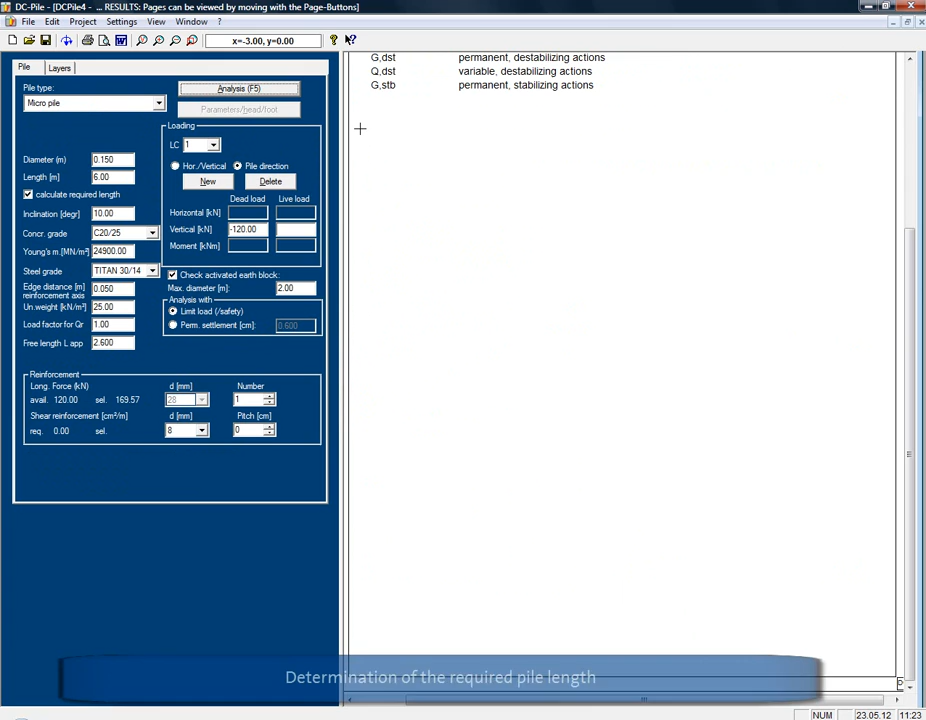 DC-Pile - [DCPile4 - ... RESULTS: Pages can be viewed by moving with the Page-Buttons]
File Edit Project Settings View Window ?
x=-3.00, y=0.00
Pile Layers
Pile type:
Micro pile
Analysis (F5)
Parameters/head/foot
Loading
LC 1
Hor./Vertical Pile direction
New Delete
Dead load Live load
Horizontal [kN]
Vertical [kN] -120.00
Moment [kNm]
Diameter (m) 0.150
Length [m] 6.00
calculate required length
Inclination [degr] 10.00
Concr. grade C20/25
Young's m.[MN/m²] 24900.00
Steel grade TITAN 30/14
Edge distance [m]
reinforcement axis 0.050
Un.weight [kN/m³] 25.00
Load factor for Qr 1.00
Free length L app 2.600
Check activated earth block:
Max. diameter [m]: 2.00
Analysis with
Limit load (/safety)
Perm. settlement [cm]: 0.600
Reinforcement
Long. Force (kN) d [mm] Number
avail. 120.00 sel. 169.57 28 1
Shear reinforcement [cm²/m] d [mm] Pitch [cm]
req. 0.00 sel. 8 0
G,dst permanent, destabilizing actions
Q,dst variable, destabilizing actions
G,stb permanent, stabilizing actions
Determination of the required pile length
NUM 23.05.12 11:23